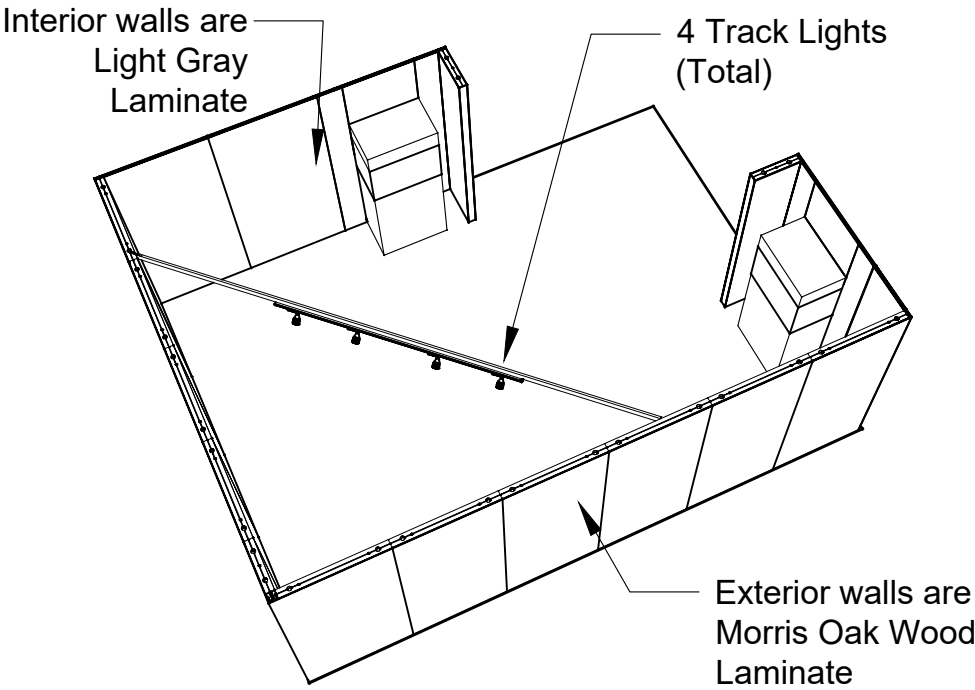 Interior walls are
Light Gray
Laminate
4 Track Lights
(Total)
Exterior walls are
Morris Oak Wood
Laminate